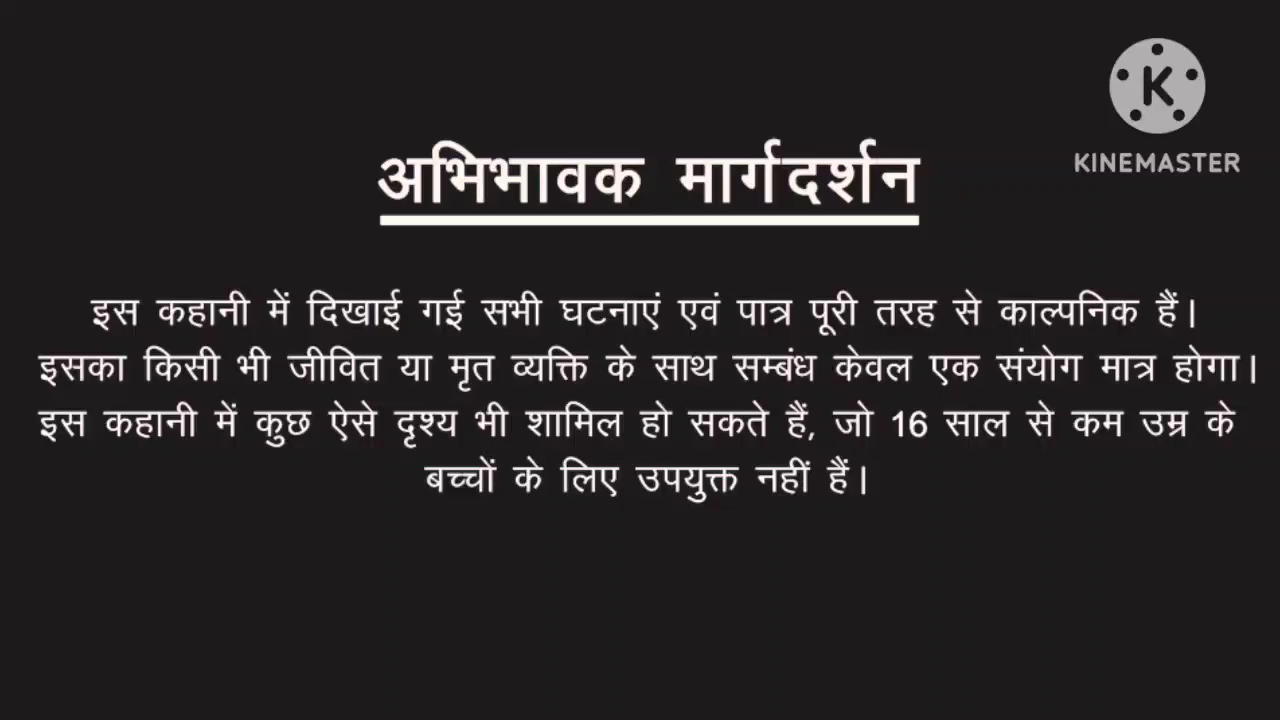 K
KINEMASTER
अभिभावक मार्गदर्शन
इस कहानी में दिखाई गई सभी घटनाएं एवं पात्र पूरी तरह से काल्पनिक हैं।
इसका किसी भी जीवित या मृत व्यक्ति के साथ सम्बंध केवल एक संयोग मात्र होगा।
इस कहानी में कुछ ऐसे दृश्य भी शामिल हो सकते हैं, जो 16 साल से कम उम्र के
बच्चों के लिए उपयुक्त नहीं हैं।